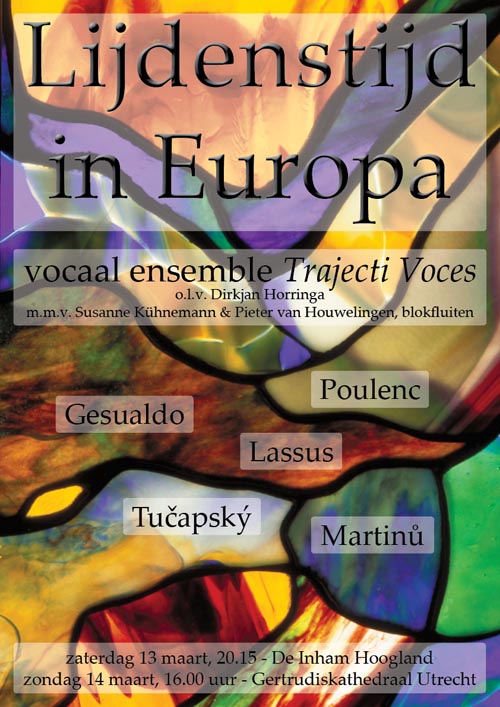 Lijdenstijd
in Europa
vocaal ensemble Trajecti Voces
o.l.v. Dirkjan Horringa
m.m.v. Susanne Kühnemann & Pieter van Houwelingen, blokfluiten
Poulenc
Gesualdo
Lassus
Tučapský
Martinů
zaterdag 13 maart, 20.15 - De Inham Hoogland
zondag 14 maart, 16.00 uur - Gertrudiskathedraal Utrecht